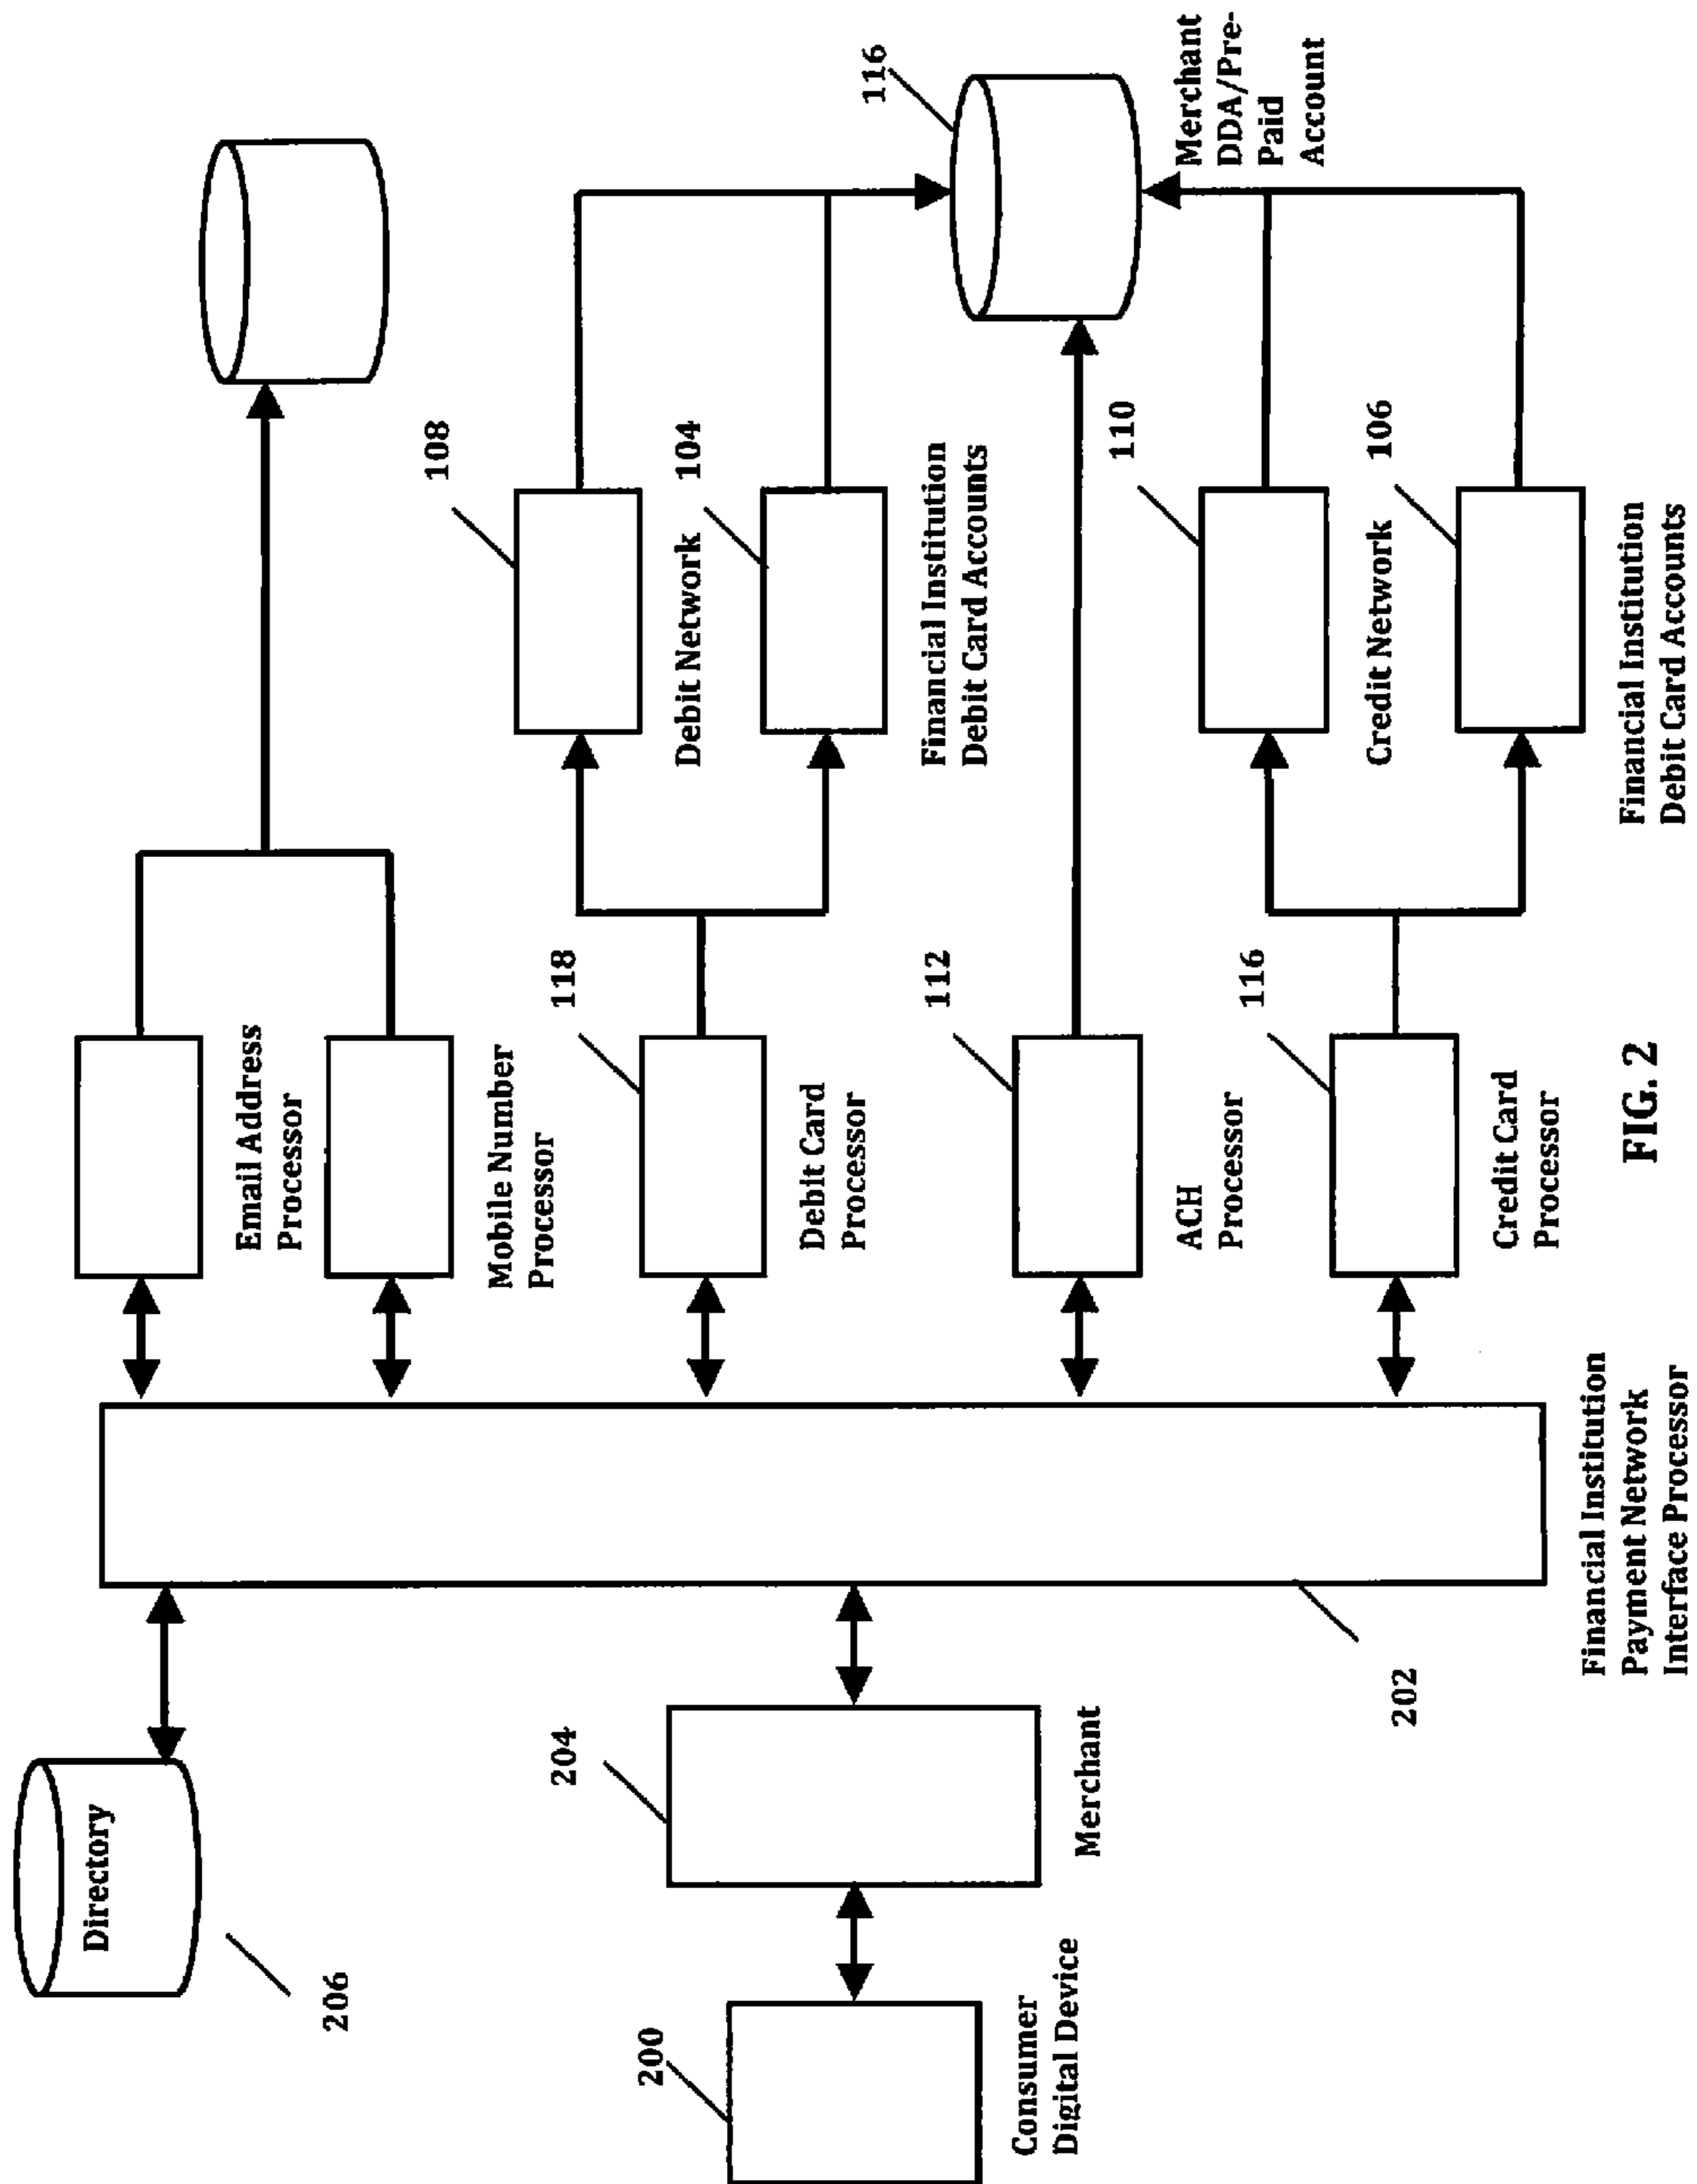 Directory
206
200
Consumer
Digital Device
204
Merchant
202
Financial Institution
Payment Network
Interface Processor
Email Address
Processor
Mobile Number
Processor
118
Debit Card
Processor
112
ACH
Processor
116
Credit Card
Processor
108
Debit Network
104
Financial Institution
Debit Card Accounts
110
Credit Network
106
Financial Institution
Debit Card Accounts
116
Merchant
DDA/Pre-
Paid
Account
FIG. 2